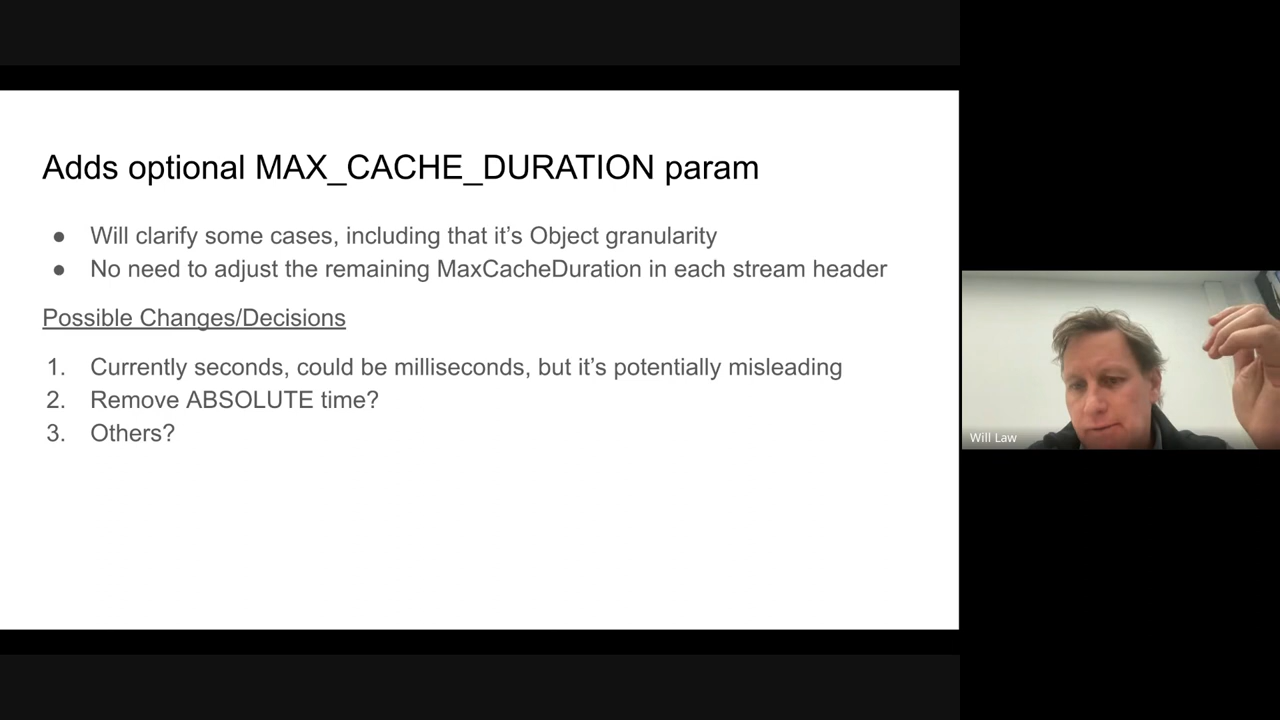 Adds optional MAX_CACHE_DURATION param
● Will clarify some cases, including that it’s Object granularity
● No need to adjust the remaining MaxCacheDuration in each stream header
Possible Changes/Decisions
1. Currently seconds, could be milliseconds, but it’s potentially misleading
2. Remove ABSOLUTE time?
3. Others?
Will Law